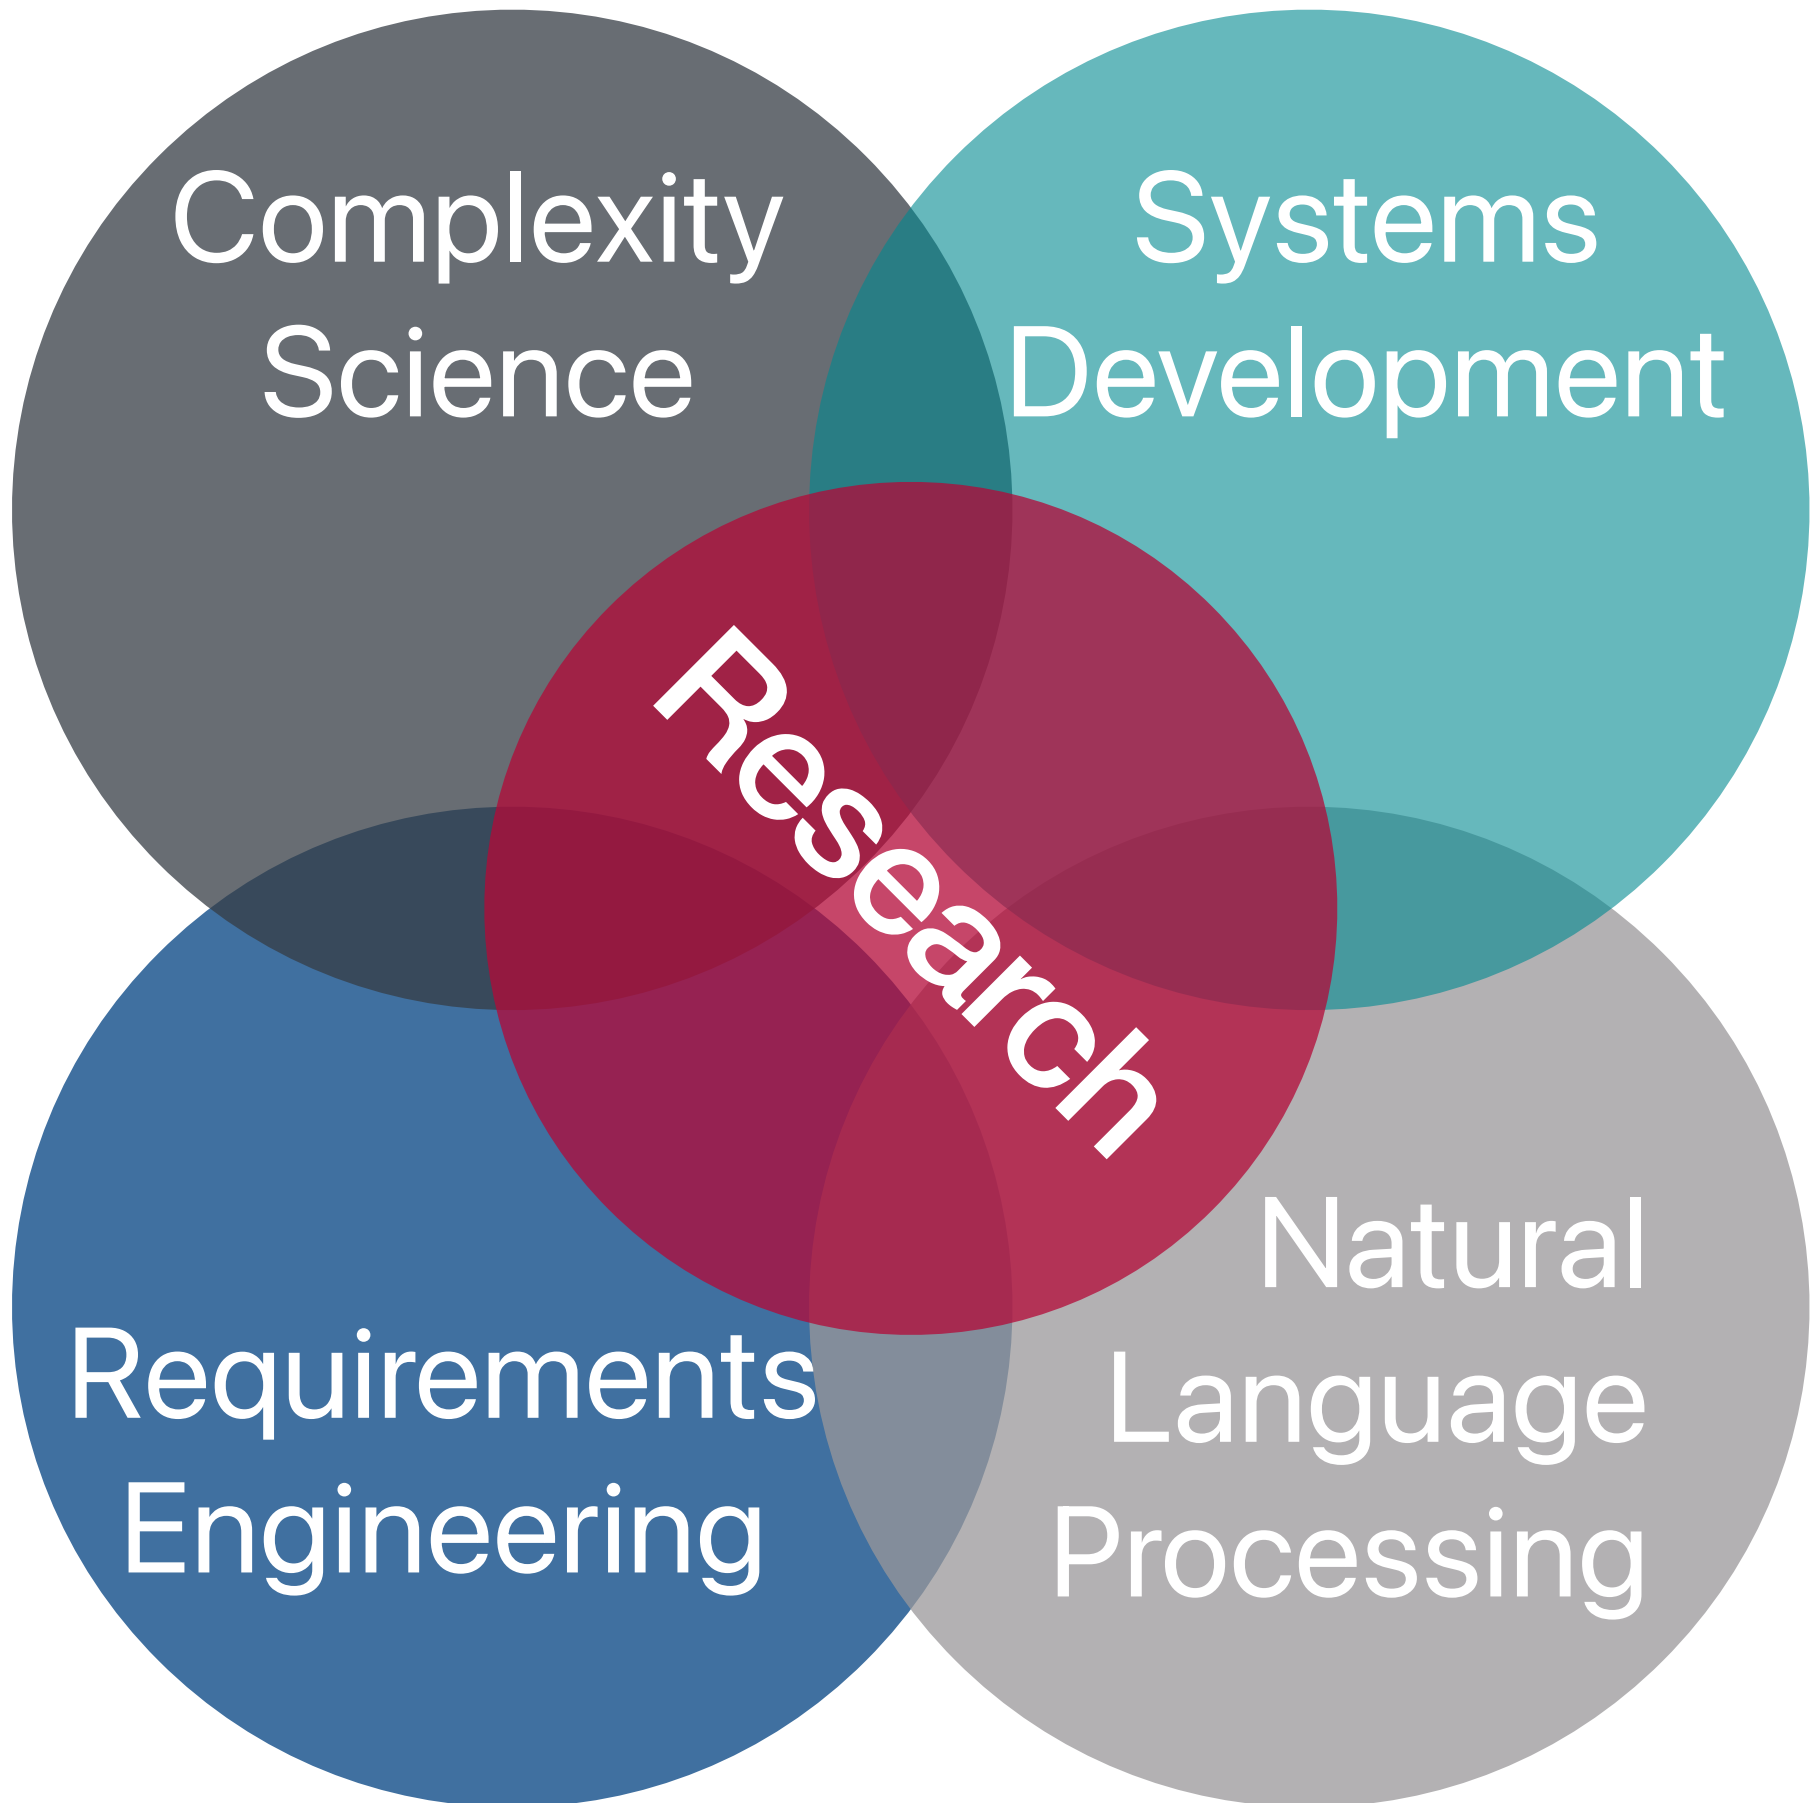 Complexity
Science
Systems
Development
Research
Requirements
Engineering
Natural
Language
Processing